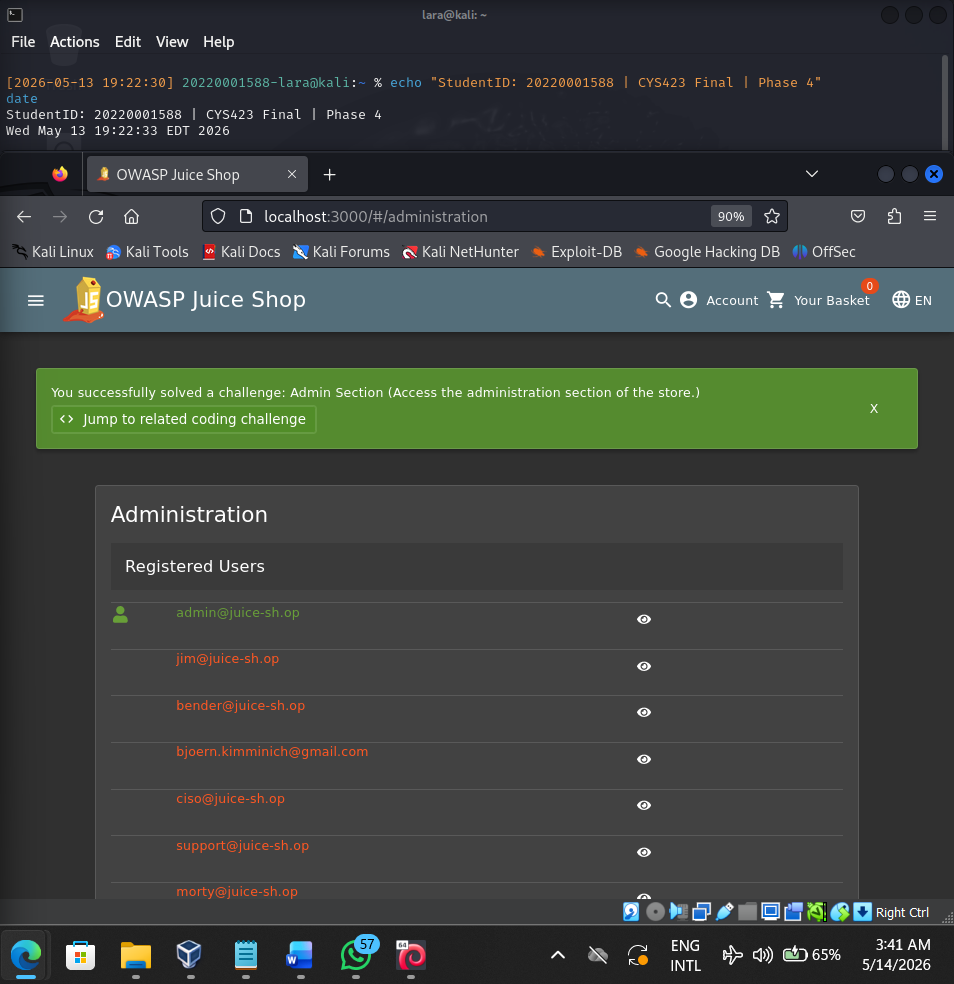 lara@kali: ~
File Actions Edit View Help
[2026-05-13 19:22:30] 20220001588-lara@kali:~ % echo "StudentID: 20220001588 | CYS423 Final | Phase 4"
date
StudentID: 20220001588 | CYS423 Final | Phase 4
Wed May 13 19:22:33 EDT 2026
OWASP Juice Shop
localhost:3000/#/administration 90%
Kali Linux Kali Tools Kali Docs Kali Forums Kali NetHunter Exploit-DB Google Hacking DB OffSec
JS OWASP Juice Shop Account Your Basket 0 EN
You successfully solved a challenge: Admin Section (Access the administration section of the store.)
X
<> Jump to related coding challenge
Administration
Registered Users
admin@juice-sh.op
jim@juice-sh.op
bender@juice-sh.op
bjoern.kimminich@gmail.com
ciso@juice-sh.op
support@juice-sh.op
morty@juice-sh.op
Right Ctrl
57
64
ENG
INTL
65%
3:41 AM
5/14/2026